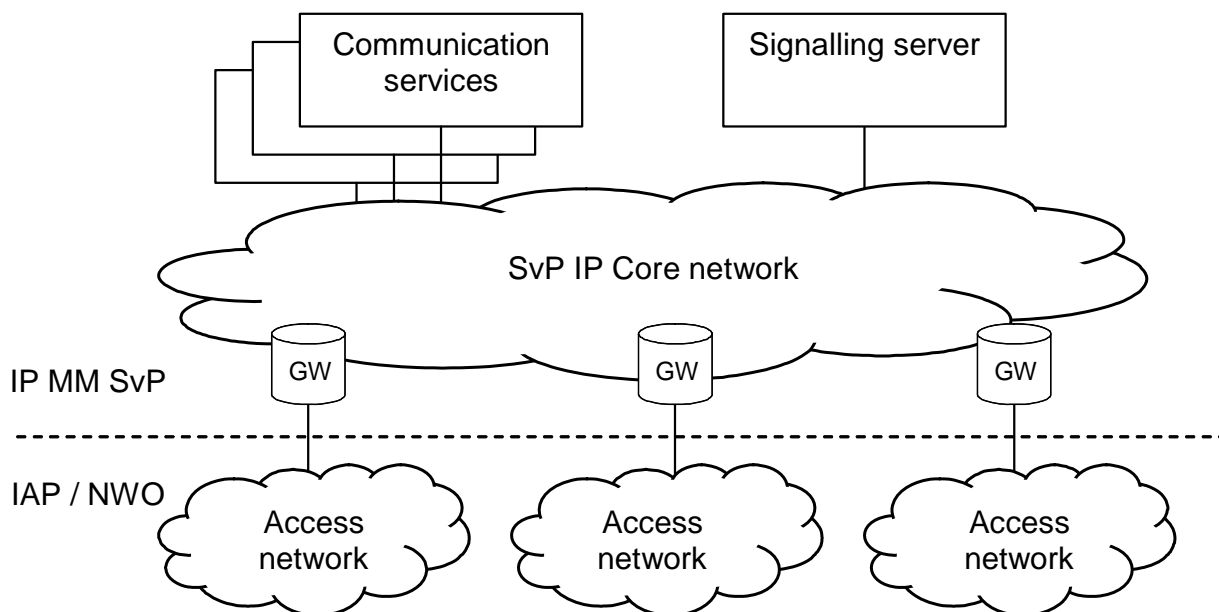 Communication
services
Signalling server
SvP IP Core network
GW
GW
GW
IP MM SvP
IAP / NWO
Access
network
Access
network
Access
network